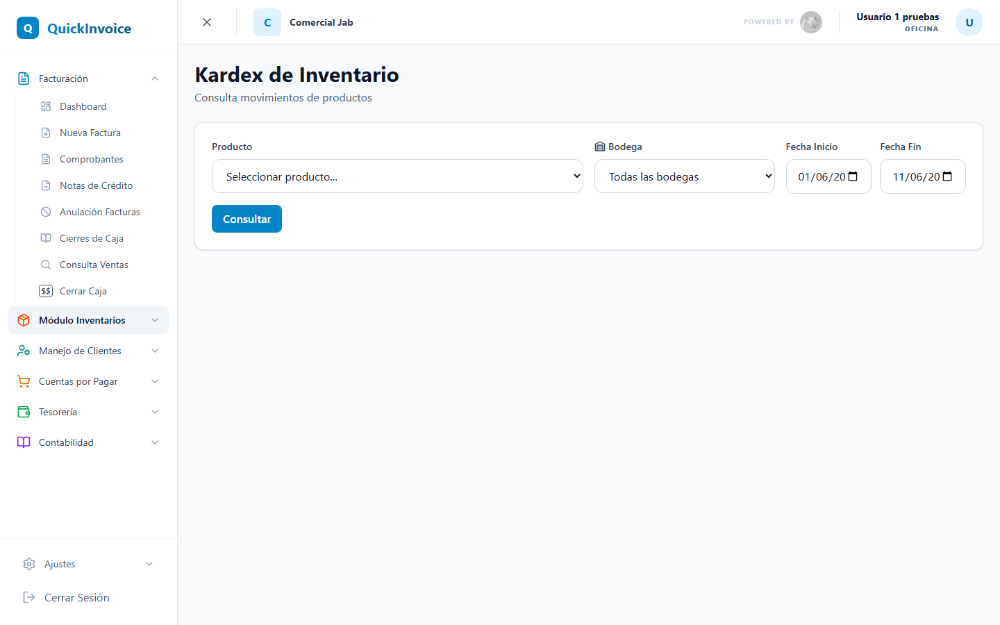 Q QuickInvoice
Facturación
Dashboard
Nueva Factura
Comprobantes
Notas de Crédito
Anulación Facturas
Cierres de Caja
Consulta Ventas
$$ Cerrar Caja
Módulo Inventarios
Manejo de Clientes
Cuentas por Pagar
Tesorería
Contabilidad
Ajustes
Cerrar Sesión
C Comercial Jab
POWERED BY
Usuario 1 pruebas
OFICINA
U
Kardex de Inventario
Consulta movimientos de productos
Producto
Seleccionar producto...
Bodega
Todas las bodegas
Fecha Inicio
01/06/20
Fecha Fin
11/06/20
Consultar